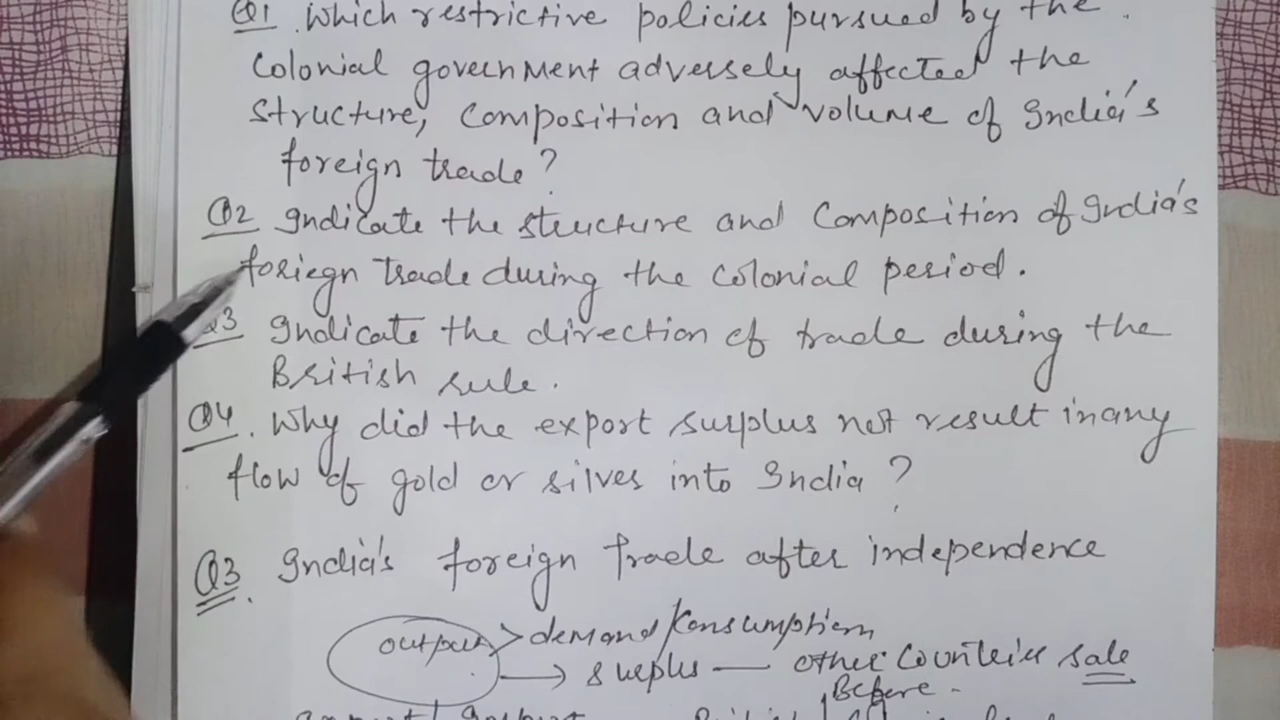 Q1. Which restrictive policies pursued by the
Colonial government adversely affected the
structure, composition and volume of India's
foreign trade?
Q2 Indicate the structure and composition of India's
foriegn trade during the colonial period.
Q3 Indicate the direction of trade during the
British rule.
Q4. Why did the export surplus not result in any
flow of gold or silver into India?
Q3. India's foreign trade after independence
output > demand/consumption
→ surplus — other countries sale
Before -